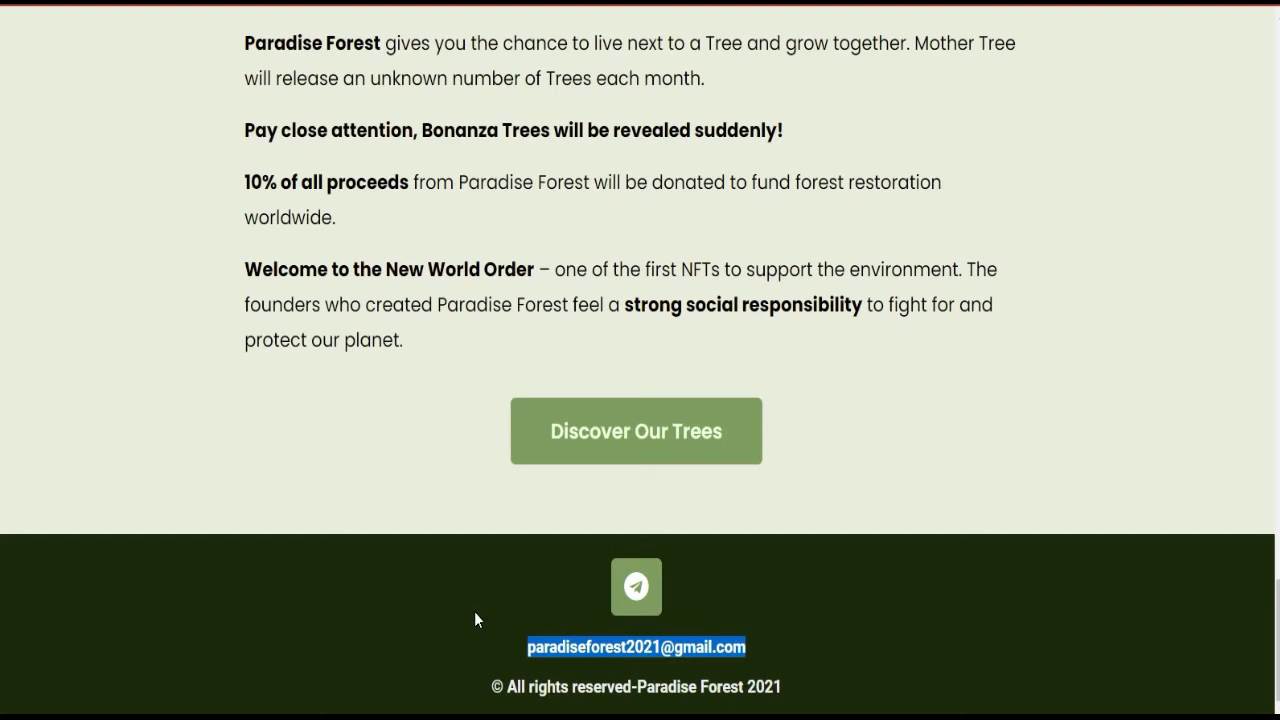 Paradise Forest gives you the chance to live next to a Tree and grow together. Mother Tree
will release an unknown number of Trees each month.
Pay close attention, Bonanza Trees will be revealed suddenly!
10% of all proceeds from Paradise Forest will be donated to fund forest restoration
worldwide.
Welcome to the New World Order – one of the first NFTs to support the environment. The
founders who created Paradise Forest feel a strong social responsibility to fight for and
protect our planet.
Discover Our Trees
paradiseforest2021@gmail.com
© All rights reserved-Paradise Forest 2021